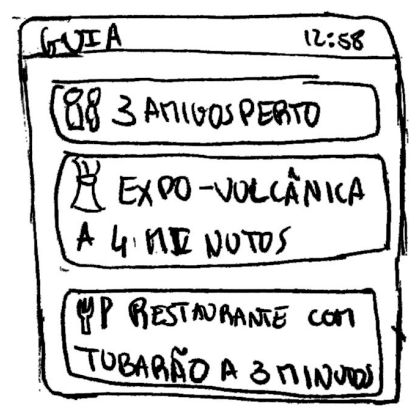 GUIA 12:58
3 AMIGOS PERTO
EXPO-VULCÂNICA
A 4 MINUTOS
RESTAURANTE COM
TUBARÃO A 3 MINUTOS